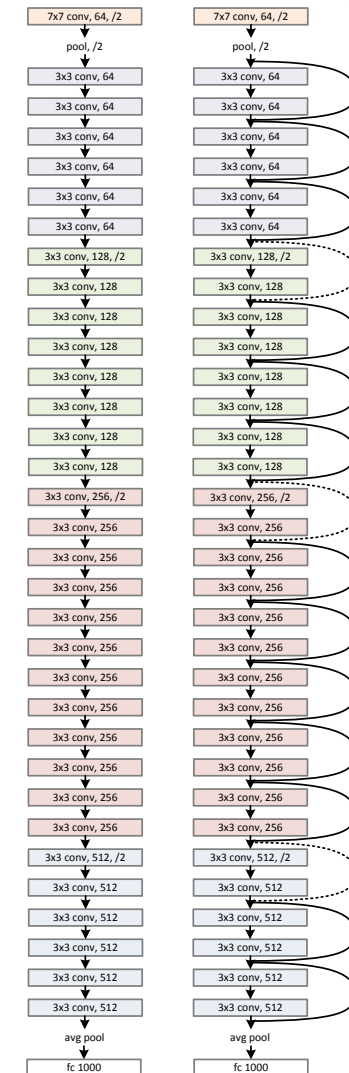 7x7 conv, 64, /2
pool, /2
3x3 conv, 64
3x3 conv, 64
3x3 conv, 64
3x3 conv, 64
3x3 conv, 64
3x3 conv, 64
3x3 conv, 128, /2
3x3 conv, 128
3x3 conv, 128
3x3 conv, 128
3x3 conv, 128
3x3 conv, 128
3x3 conv, 128
3x3 conv, 128
3x3 conv, 256, /2
3x3 conv, 256
3x3 conv, 256
3x3 conv, 256
3x3 conv, 256
3x3 conv, 256
3x3 conv, 256
3x3 conv, 256
3x3 conv, 256
3x3 conv, 256
3x3 conv, 256
3x3 conv, 256
3x3 conv, 512, /2
3x3 conv, 512
3x3 conv, 512
3x3 conv, 512
3x3 conv, 512
3x3 conv, 512
avg pool
fc 1000
7x7 conv, 64, /2
pool, /2
3x3 conv, 64
3x3 conv, 64
3x3 conv, 64
3x3 conv, 64
3x3 conv, 64
3x3 conv, 64
3x3 conv, 128, /2
3x3 conv, 128
3x3 conv, 128
3x3 conv, 128
3x3 conv, 128
3x3 conv, 128
3x3 conv, 128
3x3 conv, 128
3x3 conv, 256, /2
3x3 conv, 256
3x3 conv, 256
3x3 conv, 256
3x3 conv, 256
3x3 conv, 256
3x3 conv, 256
3x3 conv, 256
3x3 conv, 256
3x3 conv, 256
3x3 conv, 256
3x3 conv, 256
3x3 conv, 512, /2
3x3 conv, 512
3x3 conv, 512
3x3 conv, 512
3x3 conv, 512
3x3 conv, 512
avg pool
fc 1000